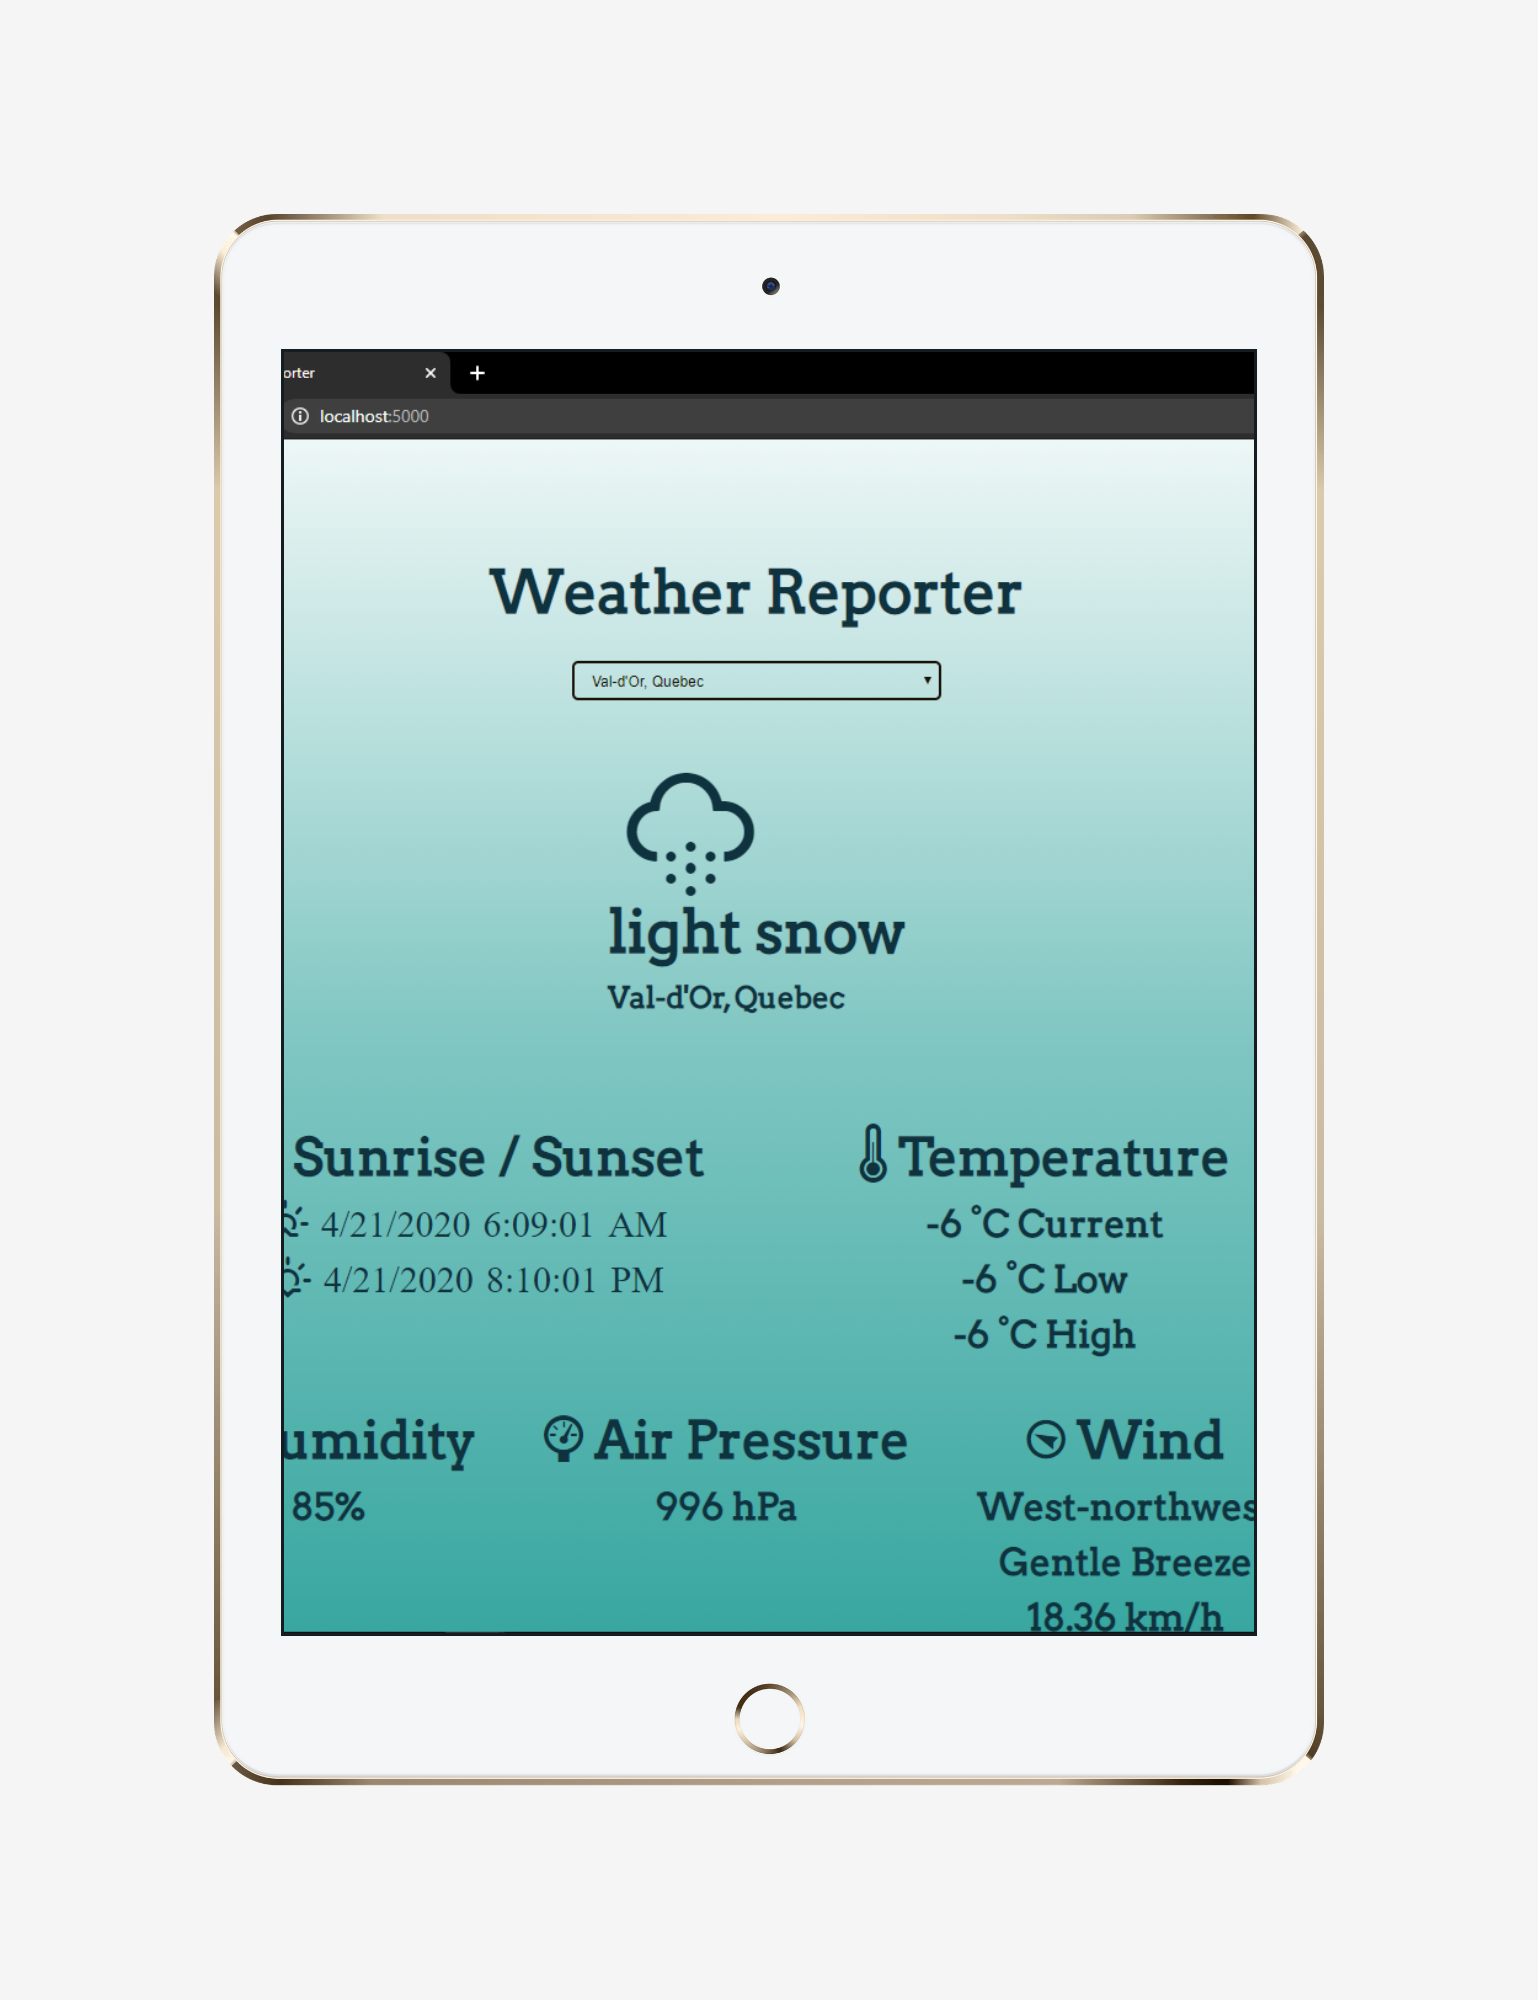 orter
localhost:5000
Weather Reporter
Val-d'Or, Quebec
light snow
Val-d'Or, Quebec
Sunrise / Sunset
Temperature
4/21/2020 6:09:01 AM
-6 °C Current
4/21/2020 8:10:01 PM
-6 °C Low
-6 °C High
umidity
Air Pressure
Wind
85%
996 hPa
West-northwes
Gentle Breeze
18.36 km/h